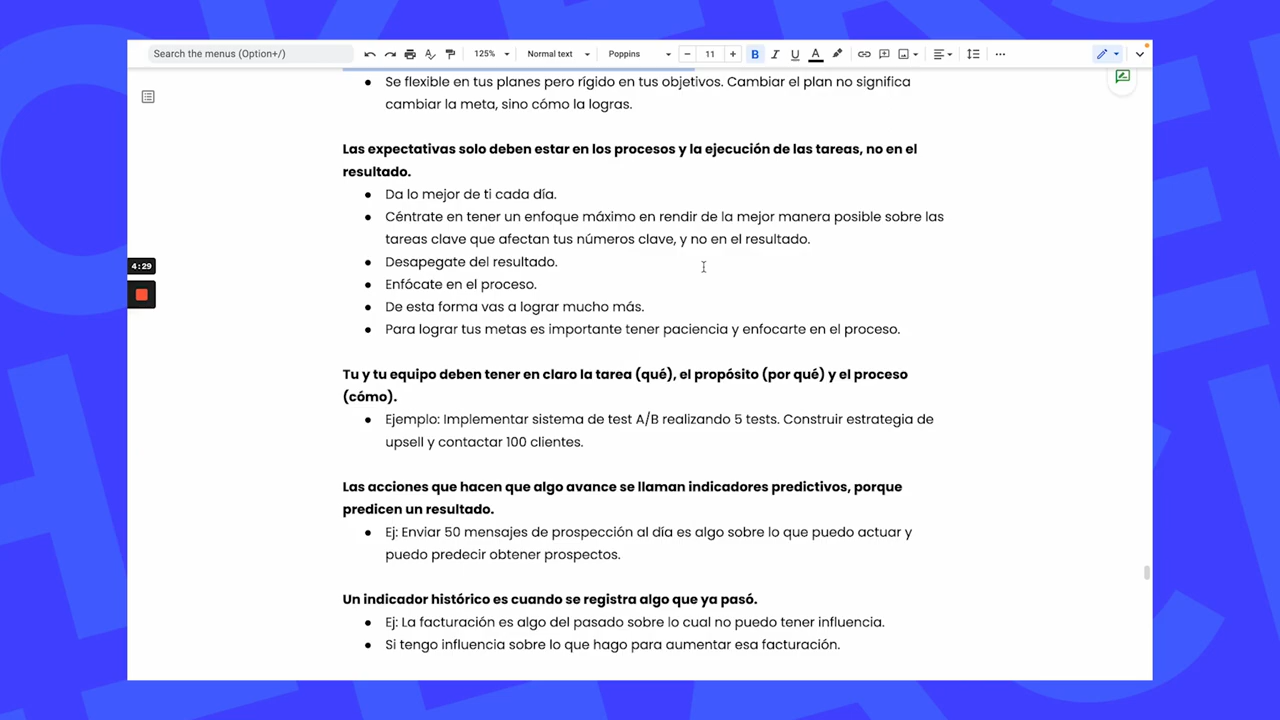 Search the menus (Option+/)
125%
Normal text
Poppins
11
B
I
U
A
Se flexible en tus planes pero rígido en tus objetivos. Cambiar el plan no significa
cambiar la meta, sino cómo la logras.
Las expectativas solo deben estar en los procesos y la ejecución de las tareas, no en el
resultado.
Da lo mejor de ti cada día.
Céntrate en tener un enfoque máximo en rendir de la mejor manera posible sobre las
tareas clave que afectan tus números clave, y no en el resultado.
4:29
Desapegate del resultado.
Enfócate en el proceso.
De esta forma vas a lograr mucho más.
Para lograr tus metas es importante tener paciencia y enfocarte en el proceso.
Tu y tu equipo deben tener en claro la tarea (qué), el propósito (por qué) y el proceso
(cómo).
Ejemplo: Implementar sistema de test A/B realizando 5 tests. Construir estrategia de
upsell y contactar 100 clientes.
Las acciones que hacen que algo avance se llaman indicadores predictivos, porque
predicen un resultado.
Ej: Enviar 50 mensajes de prospección al día es algo sobre lo que puedo actuar y
puedo predecir obtener prospectos.
Un indicador histórico es cuando se registra algo que ya pasó.
Ej: La facturación es algo del pasado sobre lo cual no puedo tener influencia.
Si tengo influencia sobre lo que hago para aumentar esa facturación.